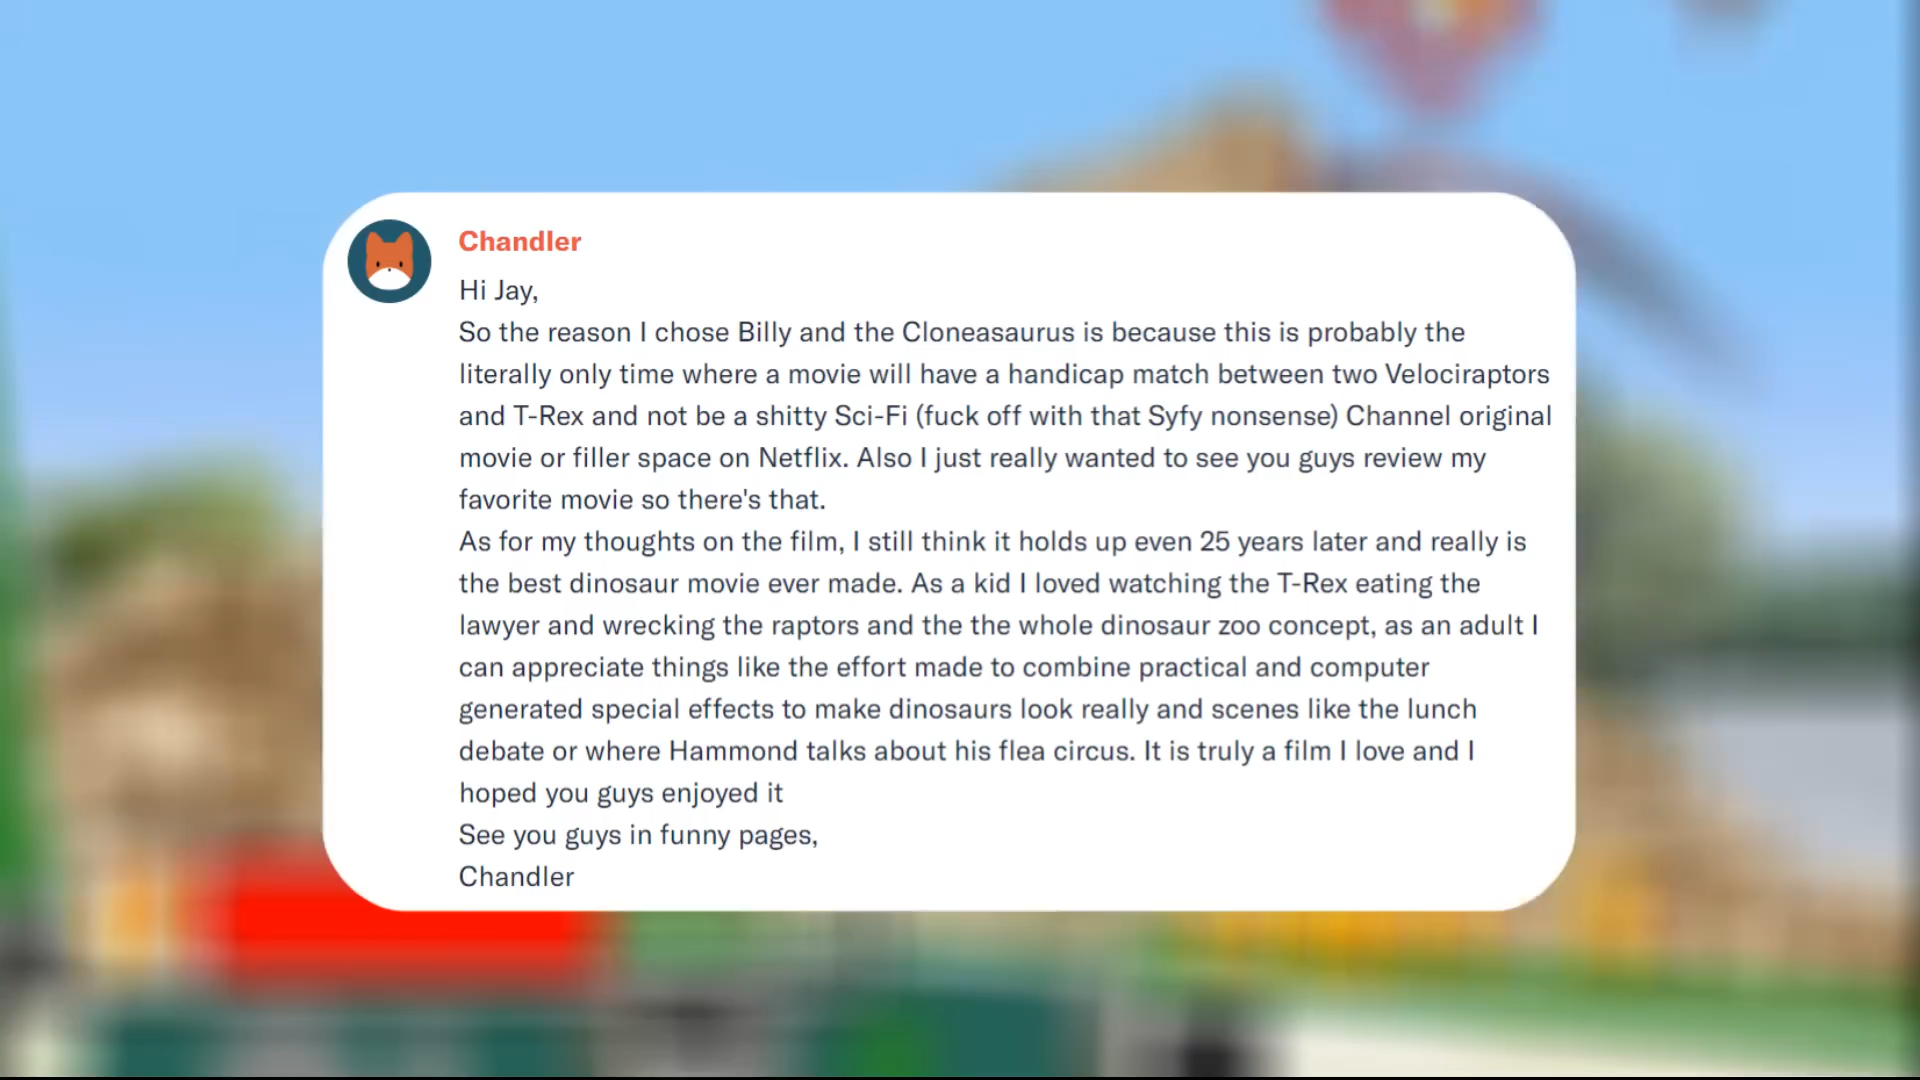 Chandler
Hi Jay,
So the reason I chose Billy and the Cloneasaurus is because this is probably the
literally only time where a movie will have a handicap match between two Velociraptors
and T-Rex and not be a shitty Sci-Fi (fuck off with that Syfy nonsense) Channel original
movie or filler space on Netflix. Also I just really wanted to see you guys review my
favorite movie so there's that.
As for my thoughts on the film, I still think it holds up even 25 years later and really is
the best dinosaur movie ever made. As a kid I loved watching the T-Rex eating the
lawyer and wrecking the raptors and the the whole dinosaur zoo concept, as an adult I
can appreciate things like the effort made to combine practical and computer
generated special effects to make dinosaurs look really and scenes like the lunch
debate or where Hammond talks about his flea circus. It is truly a film I love and I
hoped you guys enjoyed it
See you guys in funny pages,
Chandler